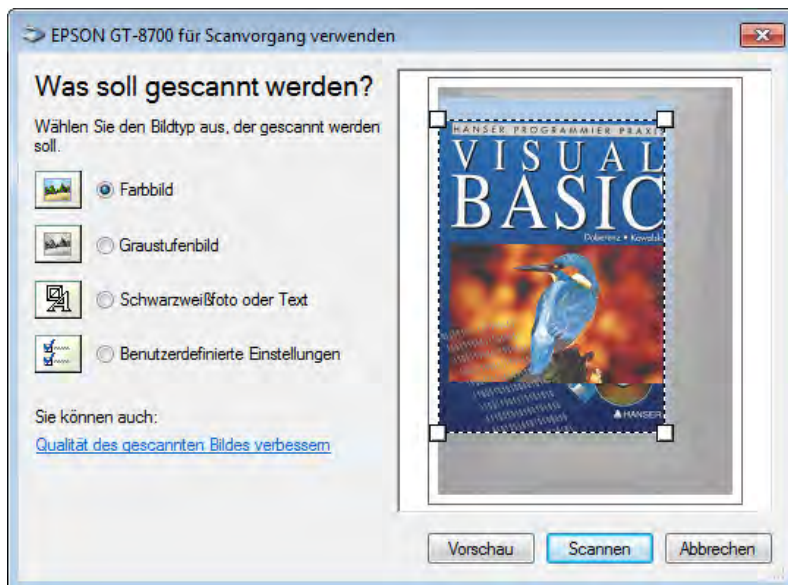 EPSON GT-8700 für Scanvorgang verwenden
Was soll gescannt werden?
Wählen Sie den Bildtyp aus, der gescannt werden
soll.
Farbbild
Graustufenbild
Schwarzweißfoto oder Text
Benutzerdefinierte Einstellungen
Sie können auch:
Qualität des gescannten Bildes verbessern
HANSER PROGRAMMIER PRAXIS
VISUAL
BASIC
Doberenz • Kowalski
HANSER
Vorschau
Scannen
Abbrechen